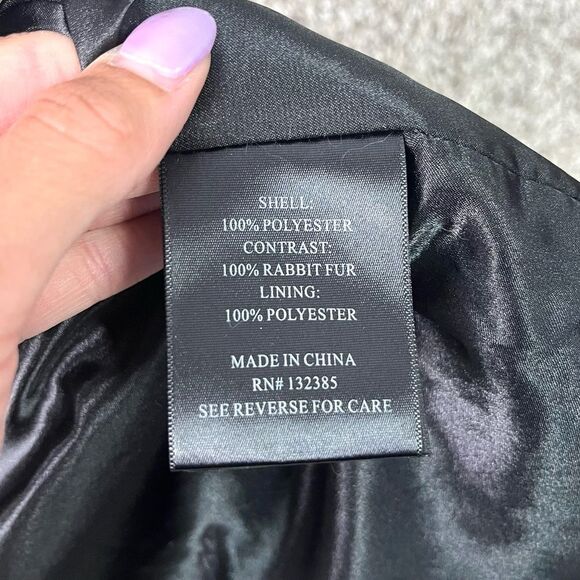 SHELL:
100% POLYESTER
CONTRAST:
100% RABBIT FUR
LINING:
100% POLYESTER
MADE IN CHINA
RN# 132385
SEE REVERSE FOR CARE